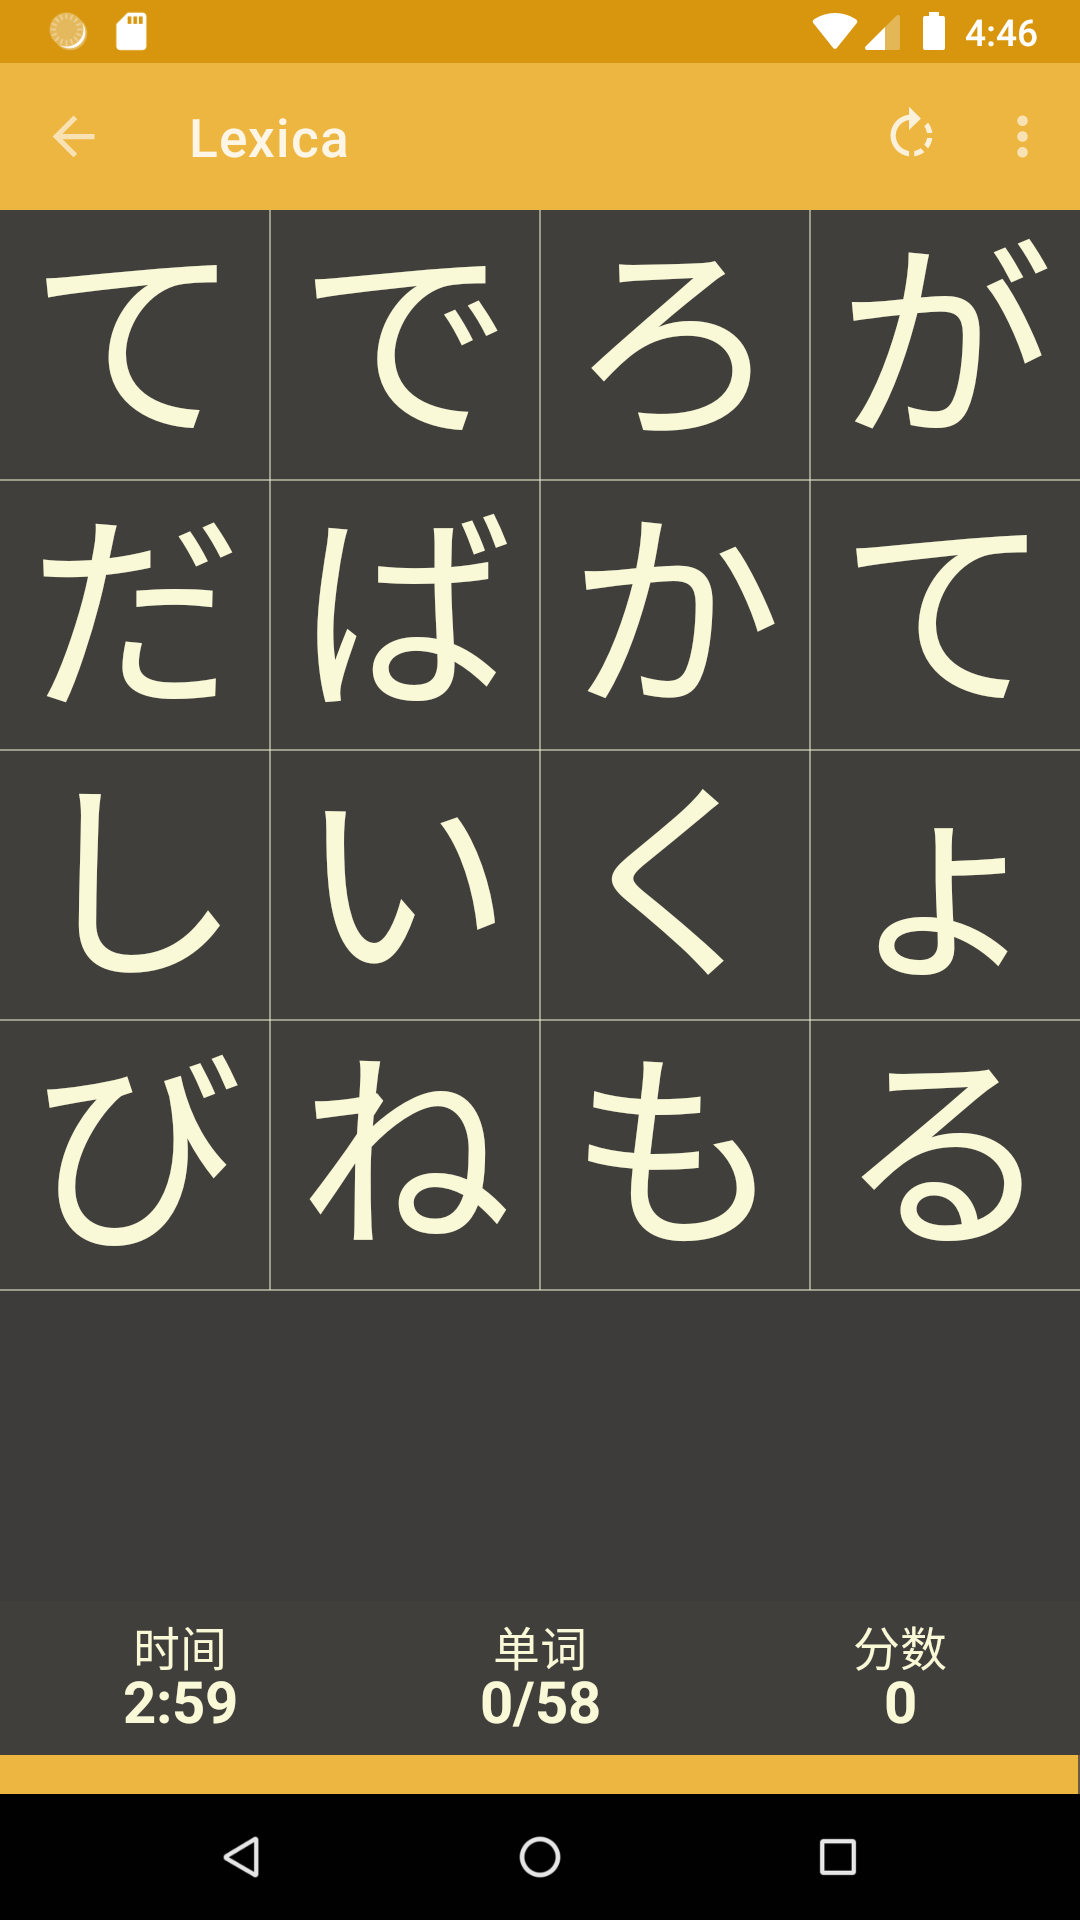 4:46
Lexica
て で ろ が
だ ば か て
し い く ょ
び ね も る
时间 单词 分数
2:59 0/58 0